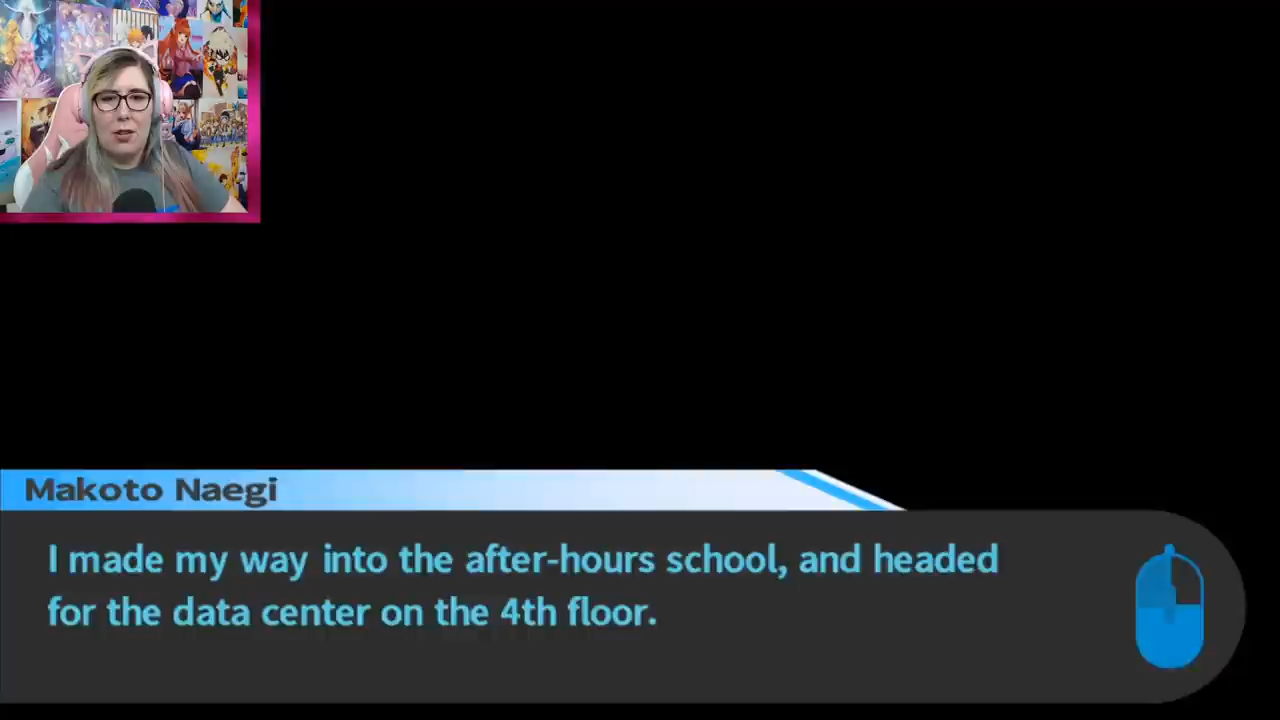 Makoto Naegi
I made my way into the after-hours school, and headed
for the data center on the 4th floor.